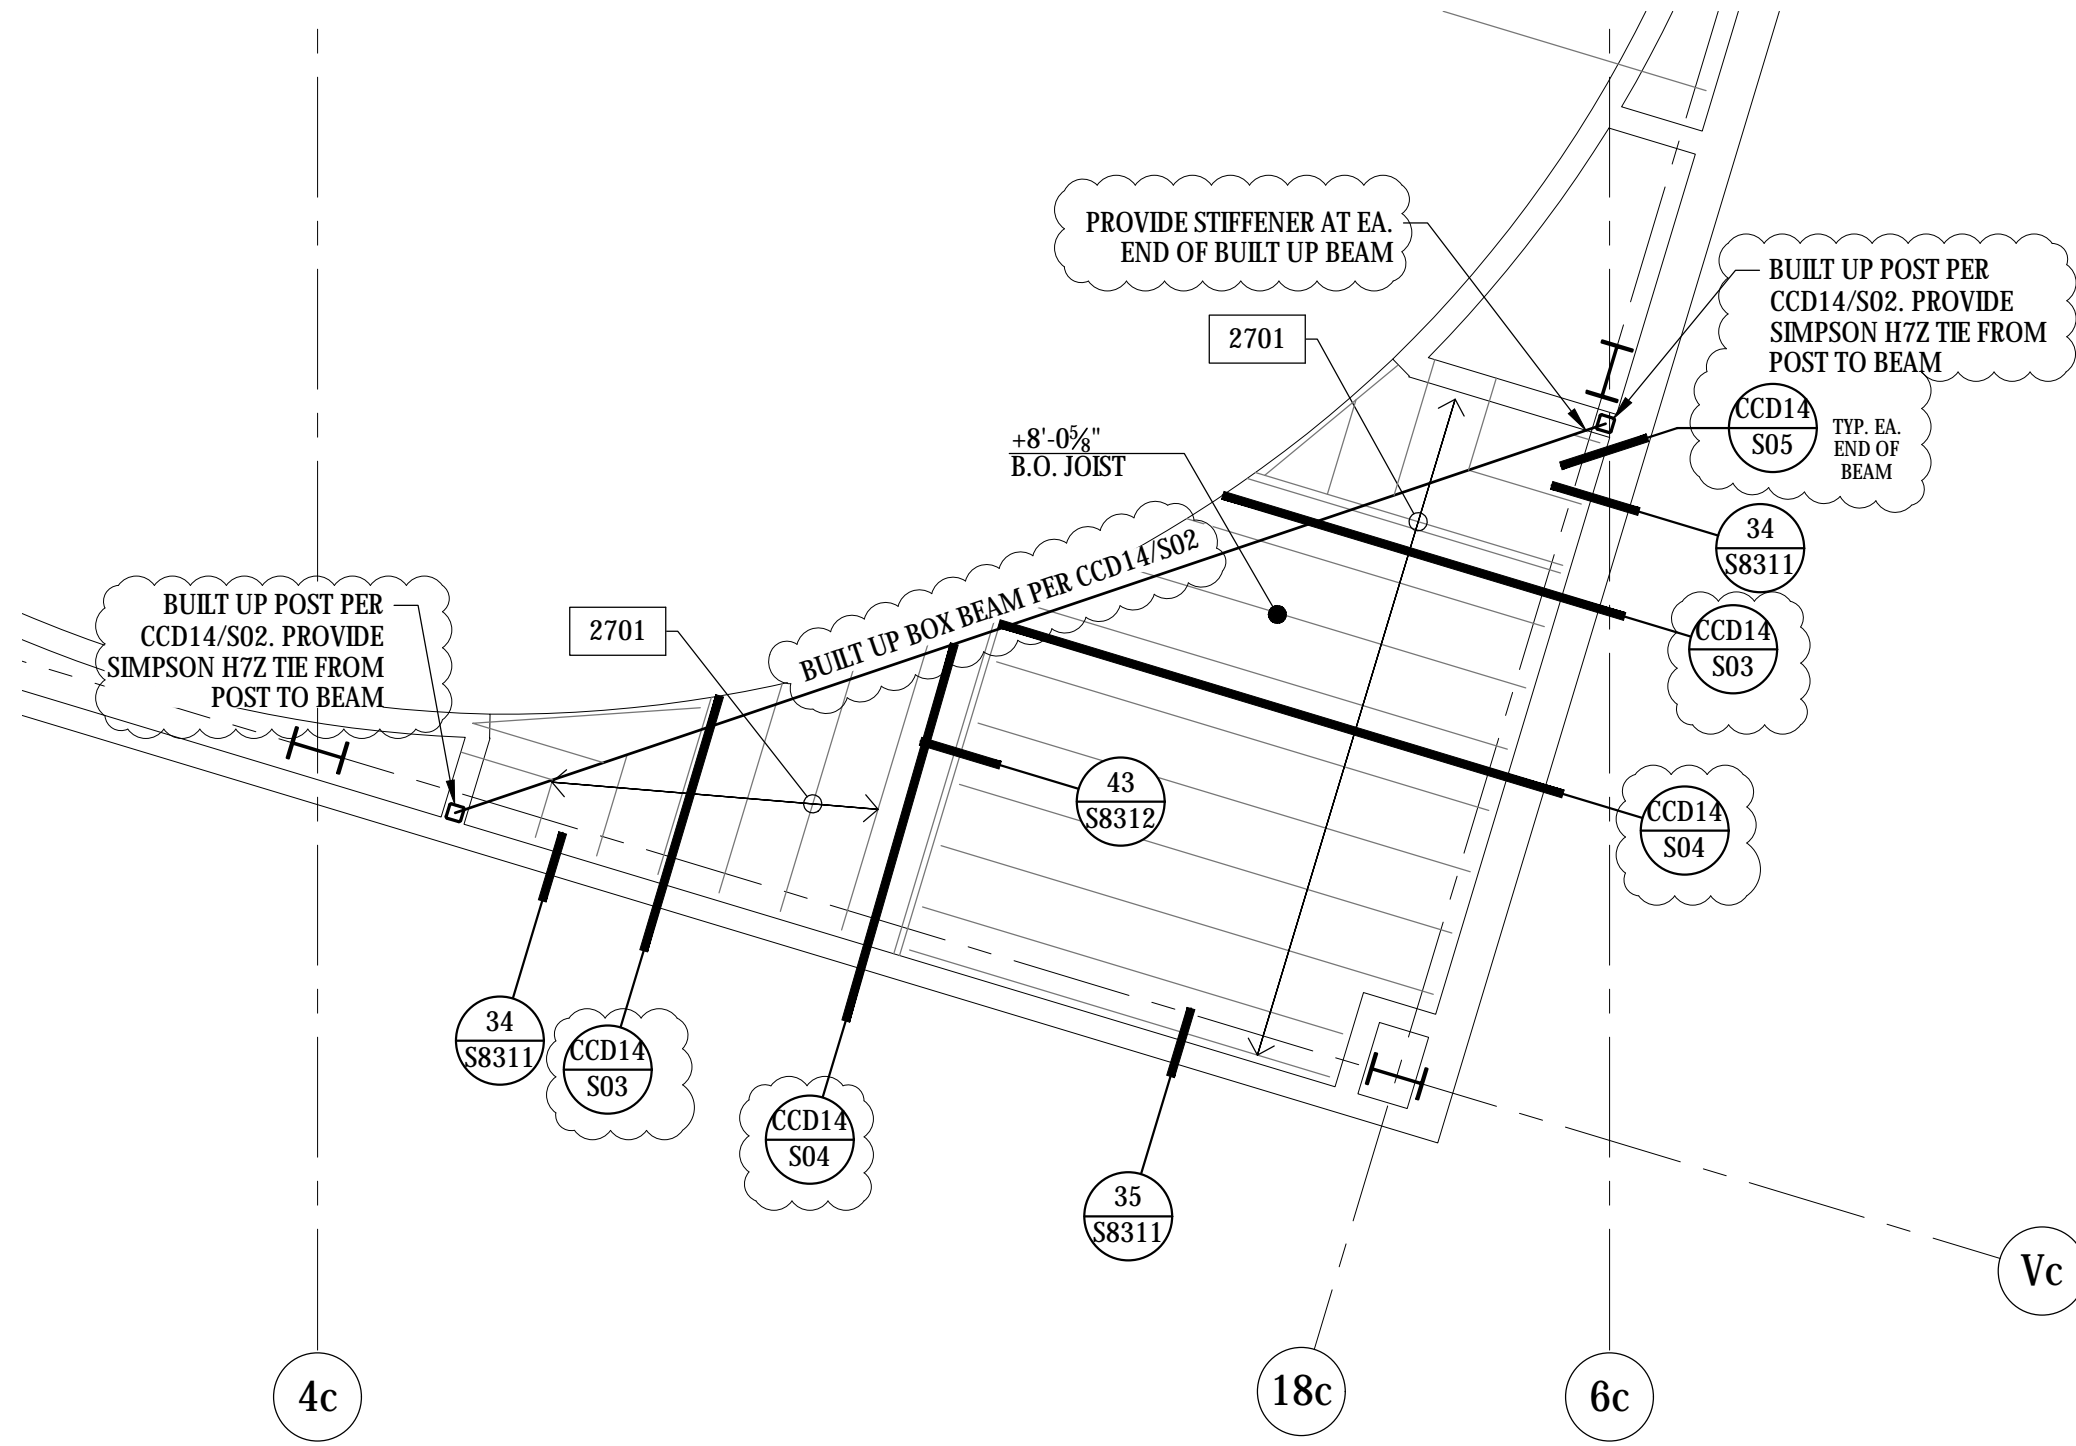 PROVIDE STIFFENER AT EA.
END OF BUILT UP BEAM
BUILT UP POST PER
CCD14/S02. PROVIDE
SIMPSON H7Z TIE FROM
POST TO BEAM
2701
CCD14
S05
TYP. EA.
END OF
BEAM
+8'-0⅝"
B.O. JOIST
34
S8311
BUILT UP BOX BEAM PER CCD14/S02
BUILT UP POST PER
CCD14/S02. PROVIDE
SIMPSON H7Z TIE FROM
POST TO BEAM
2701
CCD14
S03
43
S8312
CCD14
S04
34
S8311
CCD14
S03
CCD14
S04
35
S8311
Vc
4c
18c
6c